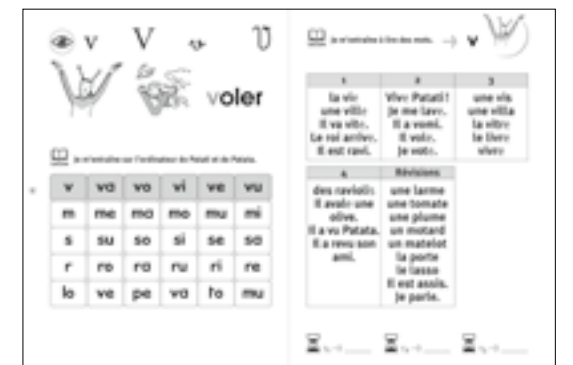 v V v V
voler
Je m'entraîne sur l'ordinateur de Patati et de Patata.
v va vo vi ve vu
m me ma mo mu mi
s su so si se sa
r ro ra ru ri re
lo ve pe va to mu
Je m'entraîne à lire des mots. → v
1 2 3
la vie
une ville
Il va vite.
Le roi arrive.
Il est ravi.
Vive Patati !
Je me lave.
Il a vomi.
Il vole.
Je vote.
une vis
une villa
la vitre
le livre
vivre
4 Révisions
des raviolis
Il avale une
olive.
Il a vu Patata.
Il a revu son
ami.
une larme
une tomate
une plume
un motard
un matelot
la porte
le lasso
Il est assis.
Je parle.